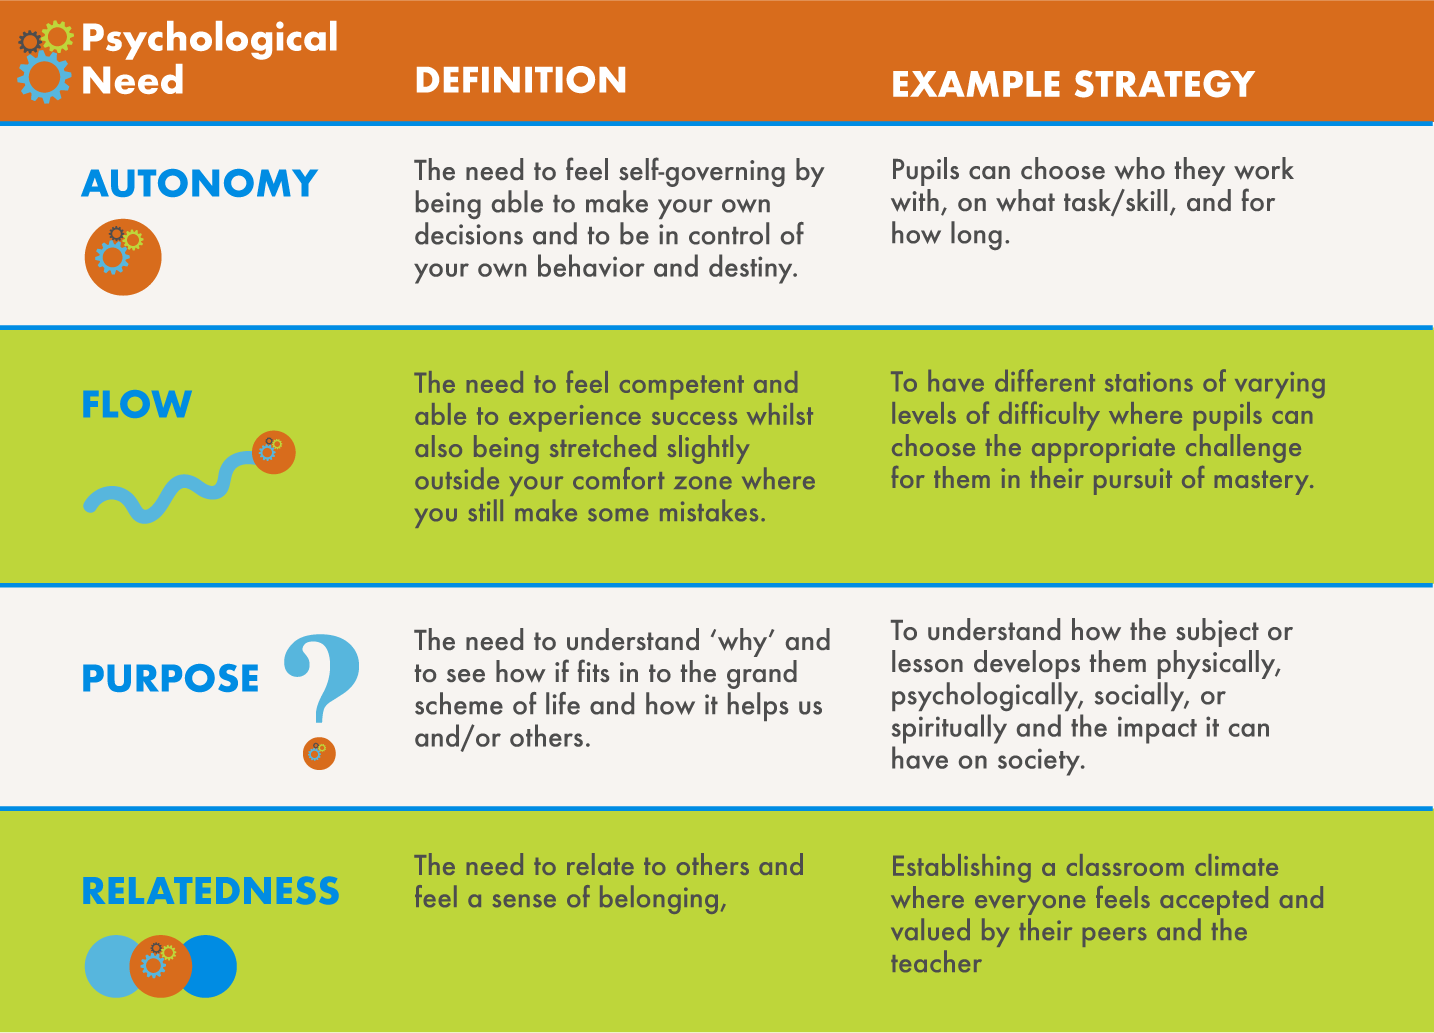 Psychological
Need
DEFINITION
EXAMPLE STRATEGY
AUTONOMY
The need to feel self-governing by
being able to make your own
decisions and to be in control of
your own behavior and destiny.
Pupils can choose who they work
with, on what task/skill, and for
how long.
FLOW
The need to feel competent and
able to experience success whilst
also being stretched slightly
outside your comfort zone where
you still make some mistakes.
To have different stations of varying
levels of difficulty where pupils can
choose the appropriate challenge
for them in their pursuit of mastery.
PURPOSE
?
The need to understand ‘why’ and
to see how if fits in to the grand
scheme of life and how it helps us
and/or others.
To understand how the subject or
lesson develops them physically,
psychologically, socially, or
spiritually and the impact it can
have on society.
RELATEDNESS
The need to relate to others and
feel a sense of belonging,
Establishing a classroom climate
where everyone feels accepted and
valued by their peers and the
teacher